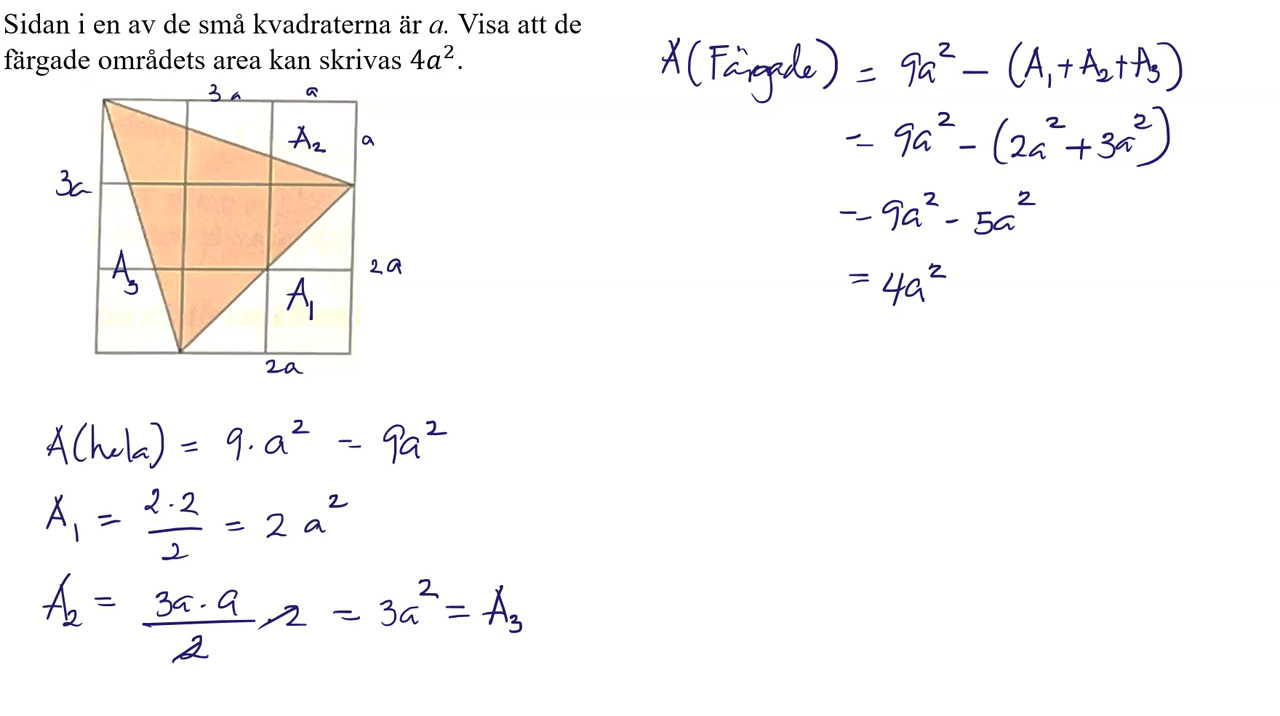 Sidan i en av de små kvadraterna är a. Visa att de
färgade områdets area kan skrivas 4a².
3a
a
A₂
a
3a
A₃
A₁
2a
2a
A(hela) = 9·a² = 9a²
A₁ = 2·2/2 = 2a²
A₂ = 3a·a/2 · 2 = 3a² = A₃
A(Färgade) = 9a² - (A₁+A₂+A₃)
= 9a² - (2a²+3a²)
= 9a² - 5a²
= 4a²